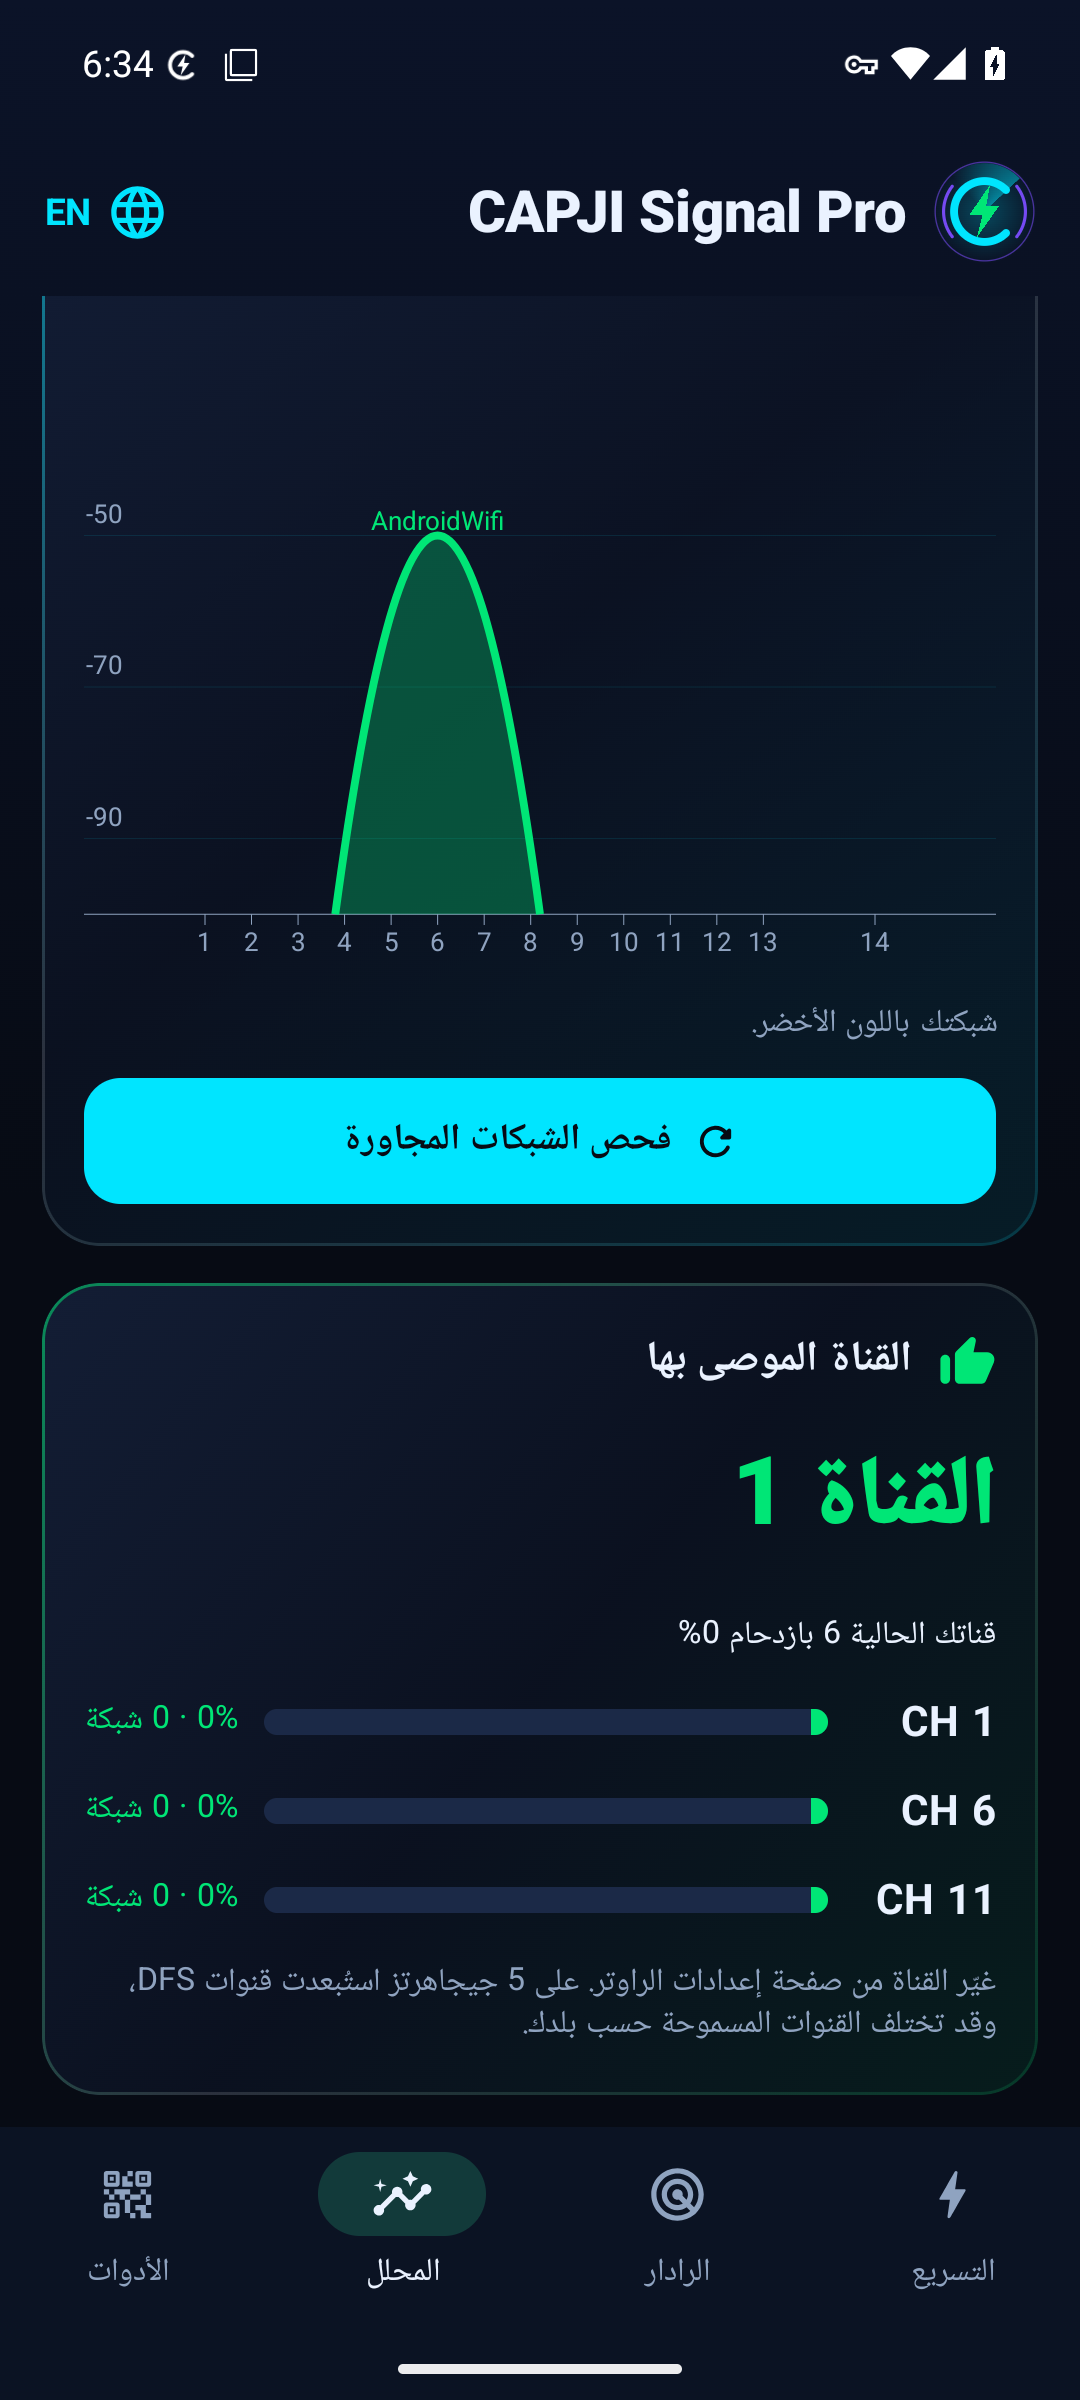 6:34
CAPJI Signal Pro
EN
-50
AndroidWifi
-70
-90
1 2 3 4 5 6 7 8 9 10 11 12 13 14
شبكتك باللون الأخضر.
فحص الشبكات المجاورة
القناة الموصى بها
القناة 1
قناتك الحالية 6 بازدحام 0%
CH 1
0% · 0 شبكة
CH 6
0% · 0 شبكة
CH 11
0% · 0 شبكة
غيّر القناة من صفحة إعدادات الراوتر. على 5 جيجاهرتز استُبعدت قنوات DFS،
وقد تختلف القنوات المسموحة حسب بلدك.
التسريع
الرادار
المحلل
الأدوات